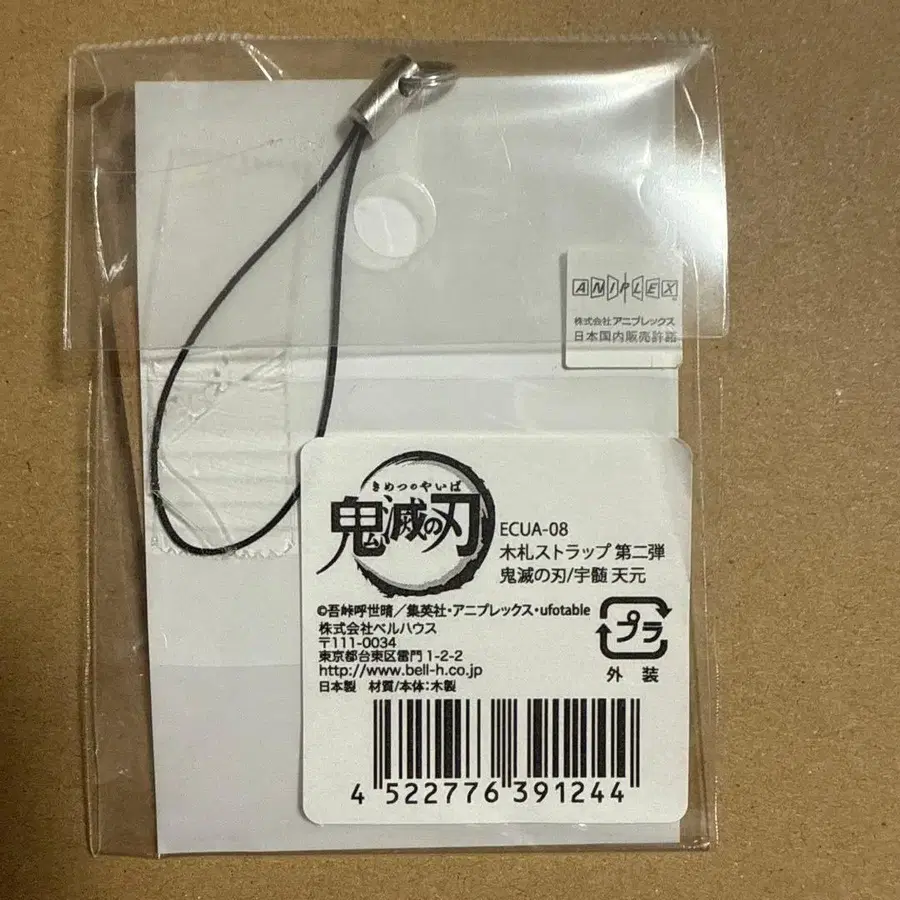 ANIPLEX
株式会社アニプレックス
日本国内販売許諾
きめつのやいば
鬼滅の刃
ECUA-08
木札ストラップ 第二弾
鬼滅の刃/宇髄 天元
©吾峠呼世晴／集英社・アニプレックス・ufotable
株式会社ベルハウス
〒111-0034
東京都台東区雷門 1-2-2
http://www.bell-h.co.jp
日本製 材質/本体:木製
プラ
外 装
4 522776 391244